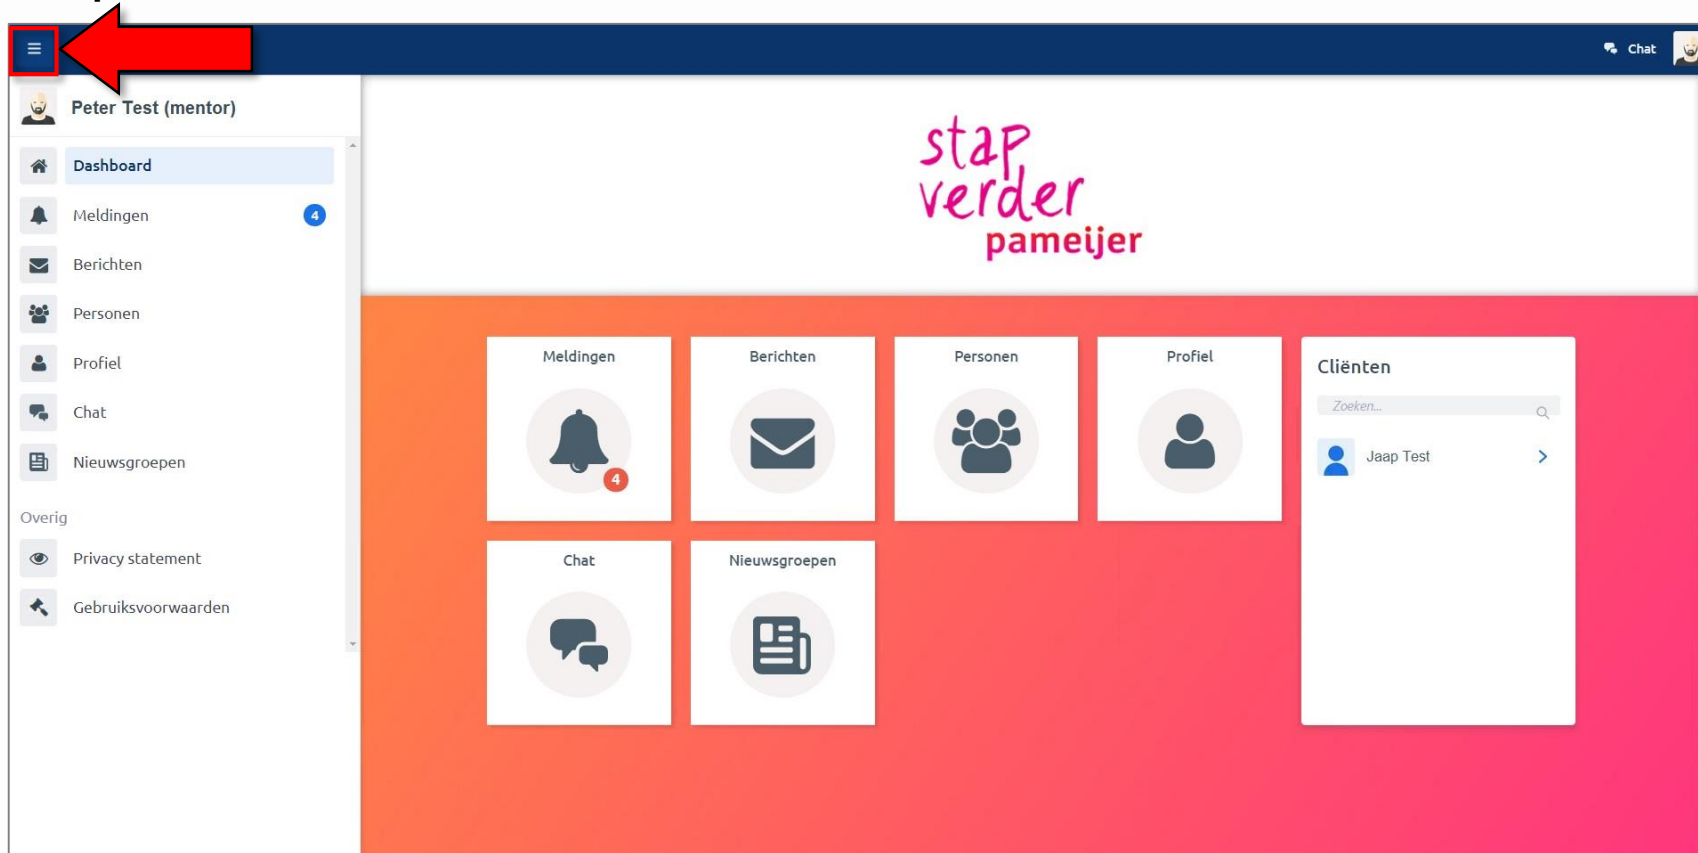 Chat
Peter Test (mentor)
Dashboard
Meldingen 4
Berichten
Personen
Profiel
Chat
Nieuwsgroepen
Overig
Privacy statement
Gebruiksvoorwaarden
stap
verder
pameijer
Meldingen
4
Berichten
Personen
Profiel
Chat
Nieuwsgroepen
Cliënten
Zoeken...
Jaap Test